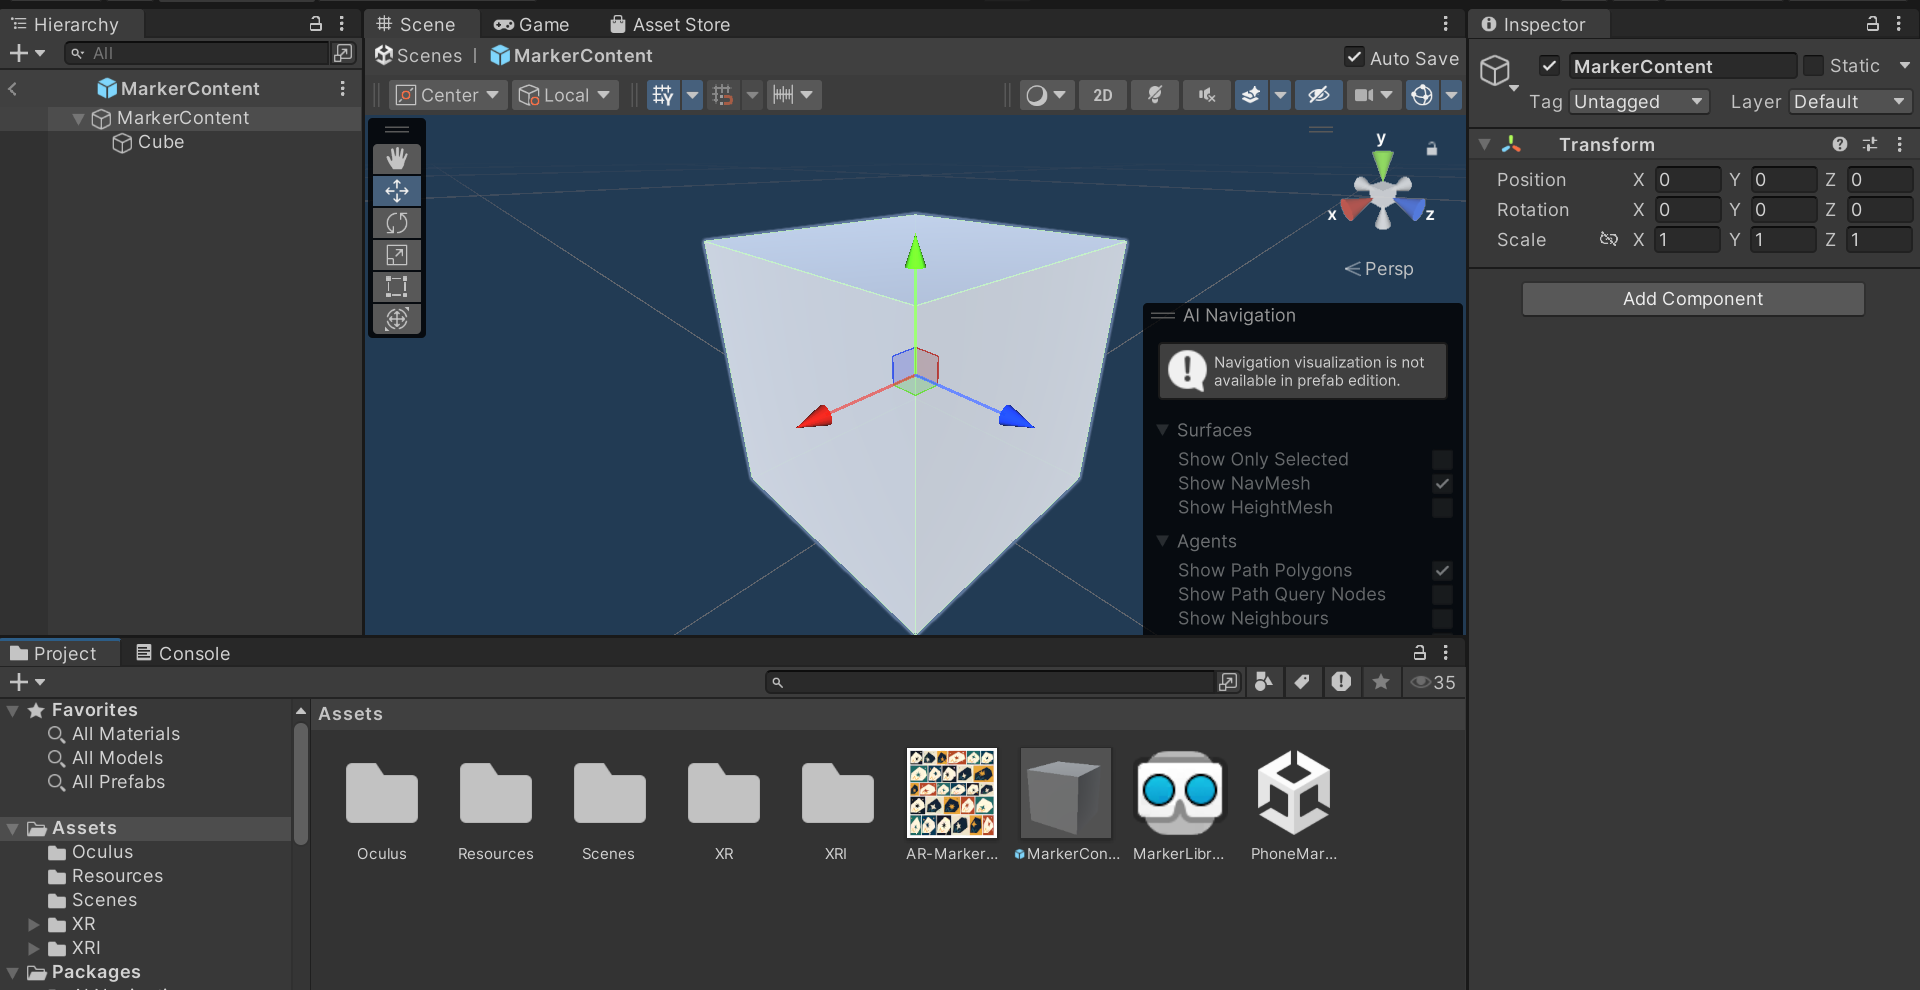 Hierarchy
All
MarkerContent
MarkerContent
Cube
Scene
Game
Asset Store
Scenes | MarkerContent
Auto Save
Center
Local
2D
y
x
z
Persp
AI Navigation
Navigation visualization is not
available in prefab edition.
Surfaces
Show Only Selected
Show NavMesh
Show HeightMesh
Agents
Show Path Polygons
Show Path Query Nodes
Show Neighbours
Inspector
MarkerContent
Static
Tag Untagged Layer Default
Transform
Position X 0 Y 0 Z 0
Rotation X 0 Y 0 Z 0
Scale X 1 Y 1 Z 1
Add Component
Project
Console
35
Favorites
All Materials
All Models
All Prefabs
Assets
Oculus
Resources
Scenes
XR
XRI
Packages
Assets
Oculus
Resources
Scenes
XR
XRI
AR-Marker...
MarkerCon...
MarkerLibr...
PhoneMar...